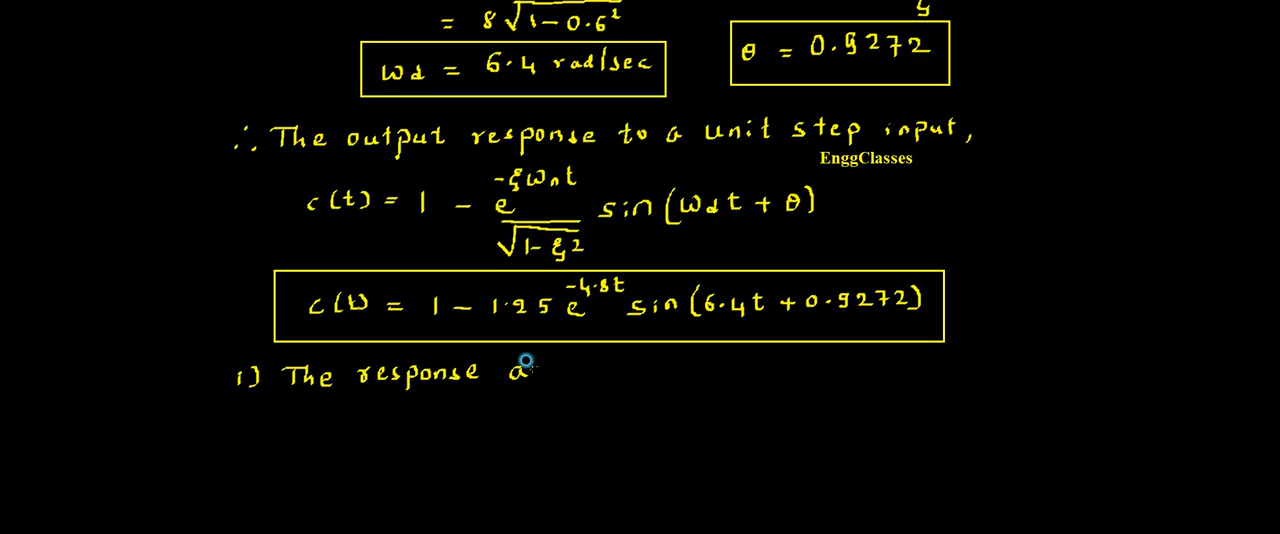 = 8√1-0.6²
ωd = 6.4 rad/sec
θ = 0.9272
∴ The output response to a unit step input,
EnggClasses
c(t) = 1 - e^-ξωnt/√1-ξ2 sin(ωdt + θ)
c(t) = 1 - 1.25 e^-4.8t sin(6.4t + 0.9272)
i) The response a